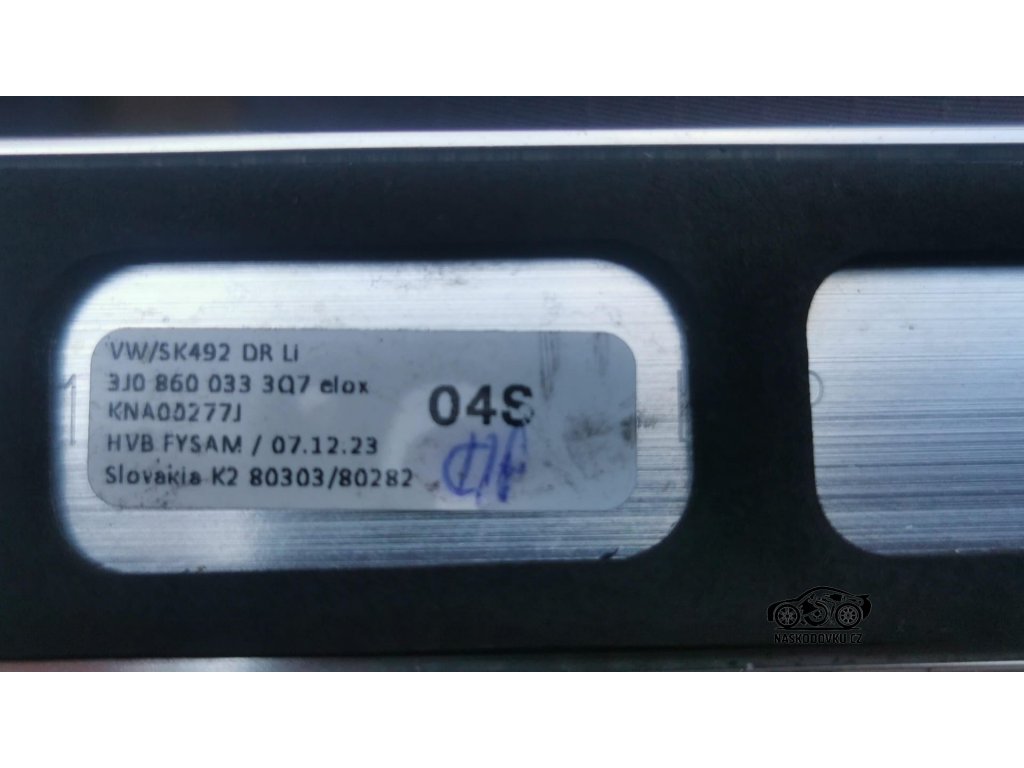 VW/SK492 DR Li
3J0 860 033 3Q7 elox
KNA00277J
HVB FYSAM / 07.12.23
Slovakia K2 80303/80282
04S
NASKODOVKU.CZ